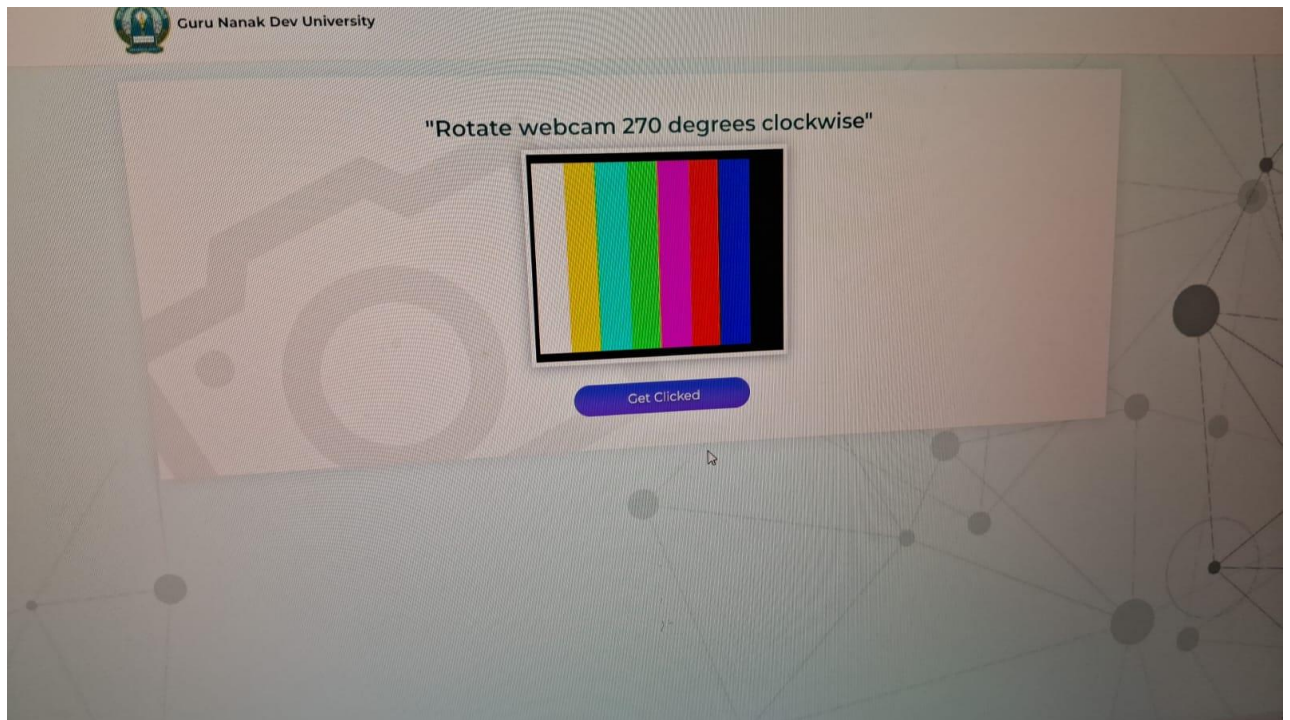 Guru Nanak Dev University
"Rotate webcam 270 degrees clockwise"
Get Clicked